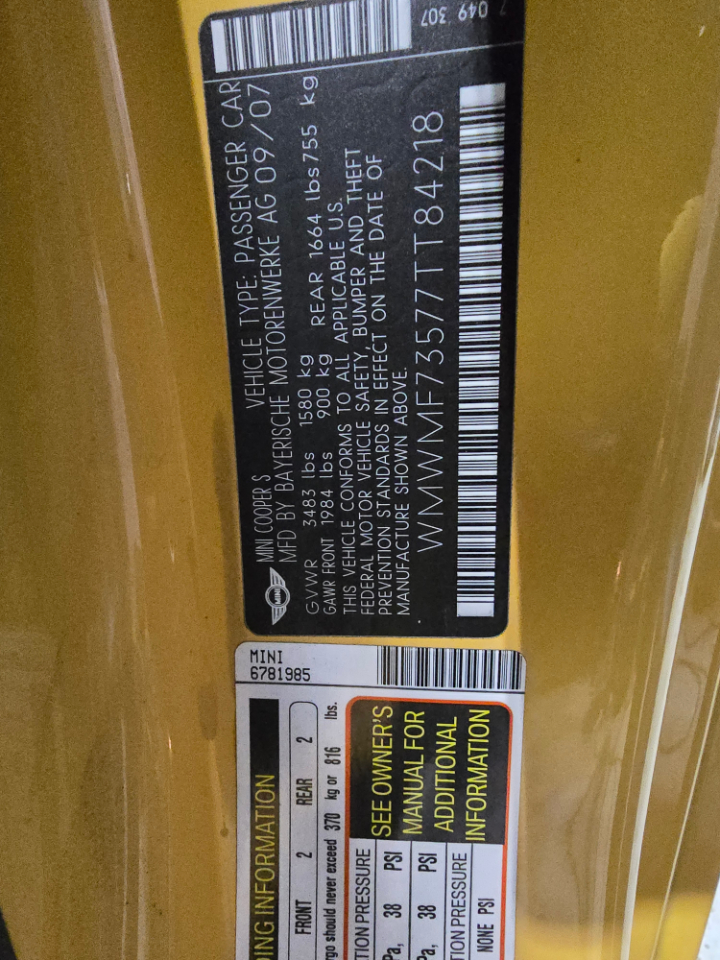 7 049 307
MINI COOPER S VEHICLE TYPE: PASSENGER CAR
MFD BY BAYERISCHE MOTORENWERKE AG 09/07
GVWR 3483 lbs 1580 kg
GAWR FRONT 1984 lbs 900 kg REAR 1664 lbs 755 kg
THIS VEHICLE CONFORMS TO ALL APPLICABLE U.S.
FEDERAL MOTOR VEHICLE SAFETY, BUMPER AND THEFT
PREVENTION STANDARDS IN EFFECT ON THE DATE OF
MANUFACTURE SHOWN ABOVE.
WMWMF73577TT84218
MINI
MINI
6781985
DING INFORMATION
FRONT 2 REAR 2
rgo should never exceed 370 kg or 816 lbs.
TION PRESSURE
Pa, 38 PSI
Pa, 38 PSI
TION PRESSURE
NONE PSI
SEE OWNER'S
MANUAL FOR
ADDITIONAL
INFORMATION